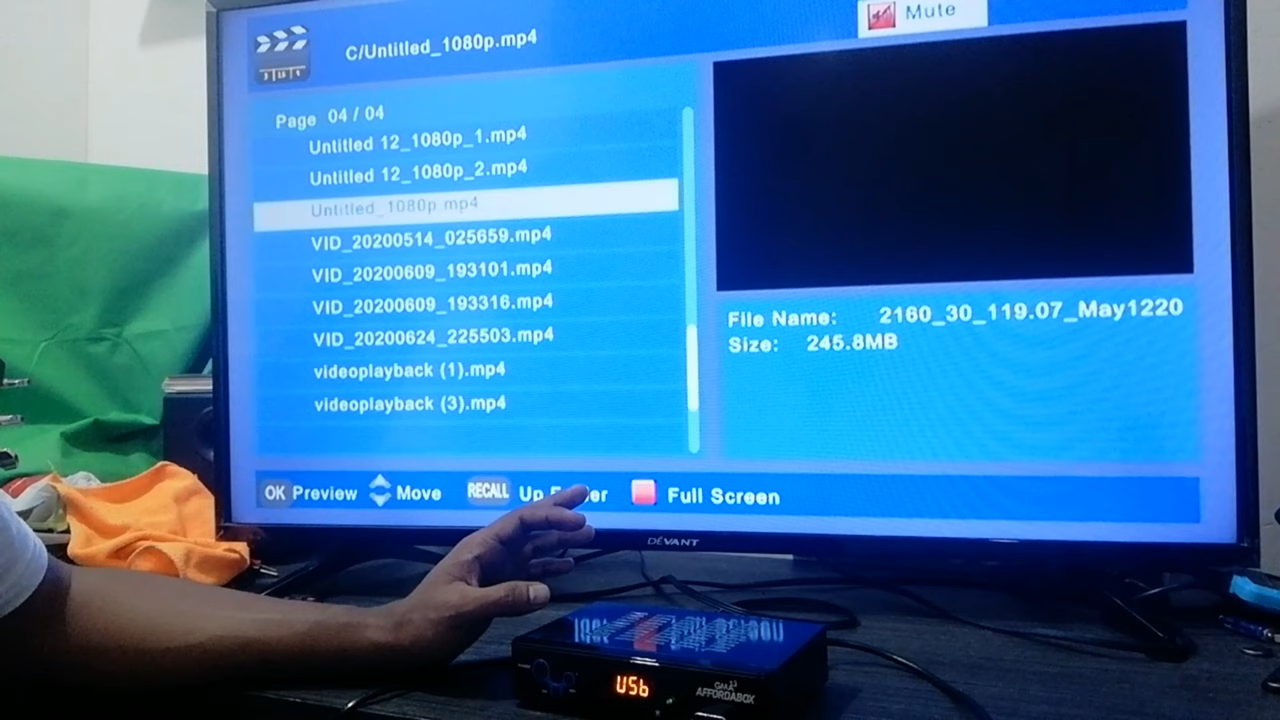 Mute
C/Untitled_1080p.mp4
Page 04 / 04
Untitled 12_1080p_1.mp4
Untitled 12_1080p_2.mp4
Untitled_1080p.mp4
VID_20200514_025659.mp4
VID_20200609_193101.mp4
VID_20200609_193316.mp4
VID_20200624_225503.mp4
videoplayback (1).mp4
videoplayback (3).mp4
File Name: 2160_30_119.07_May1220
Size: 245.8MB
OK Preview Move RECALL Up Full Screen
DEVANT
USb
GMA
AFFORDABOX